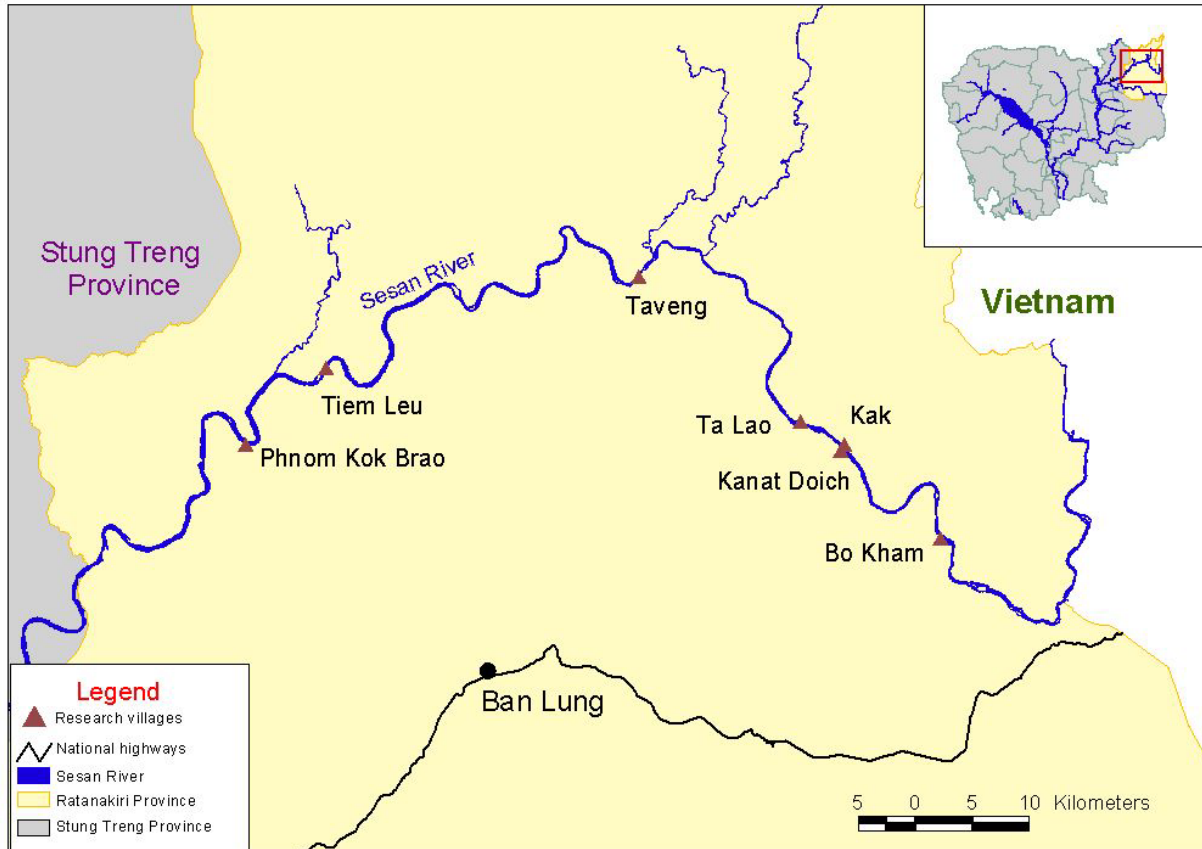 Stung Treng
Province
Sesan River
Taveng
Vietnam
Tiem Leu
Phnom Kok Brao
Ta Lao
Kak
Kanat Doich
Bo Kham
Ban Lung
Legend
Research villages
National highways
Sesan River
Ratanakiri Province
Stung Treng Province
5 0 5 10 Kilometers